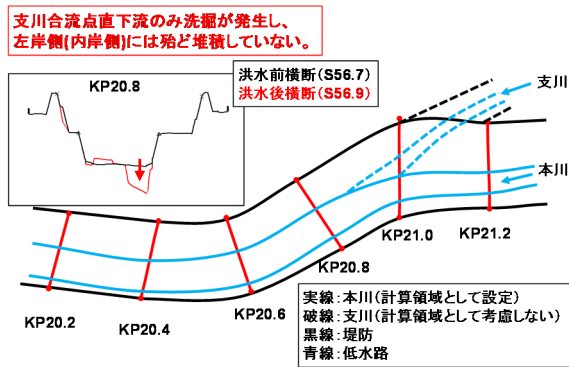 支川合流点直下流のみ洗掘が発生し、
左岸側(内岸側)には殆ど堆積していない。
KP20.8
洪水前横断(S56.7)
洪水後横断(S56.9)
支川
本川
KP21.2
KP21.0
KP20.8
KP20.6
KP20.4
KP20.2
実線:本川(計算領域として設定)
破線:支川(計算領域として考慮しない)
黒線:堤防
青線:低水路